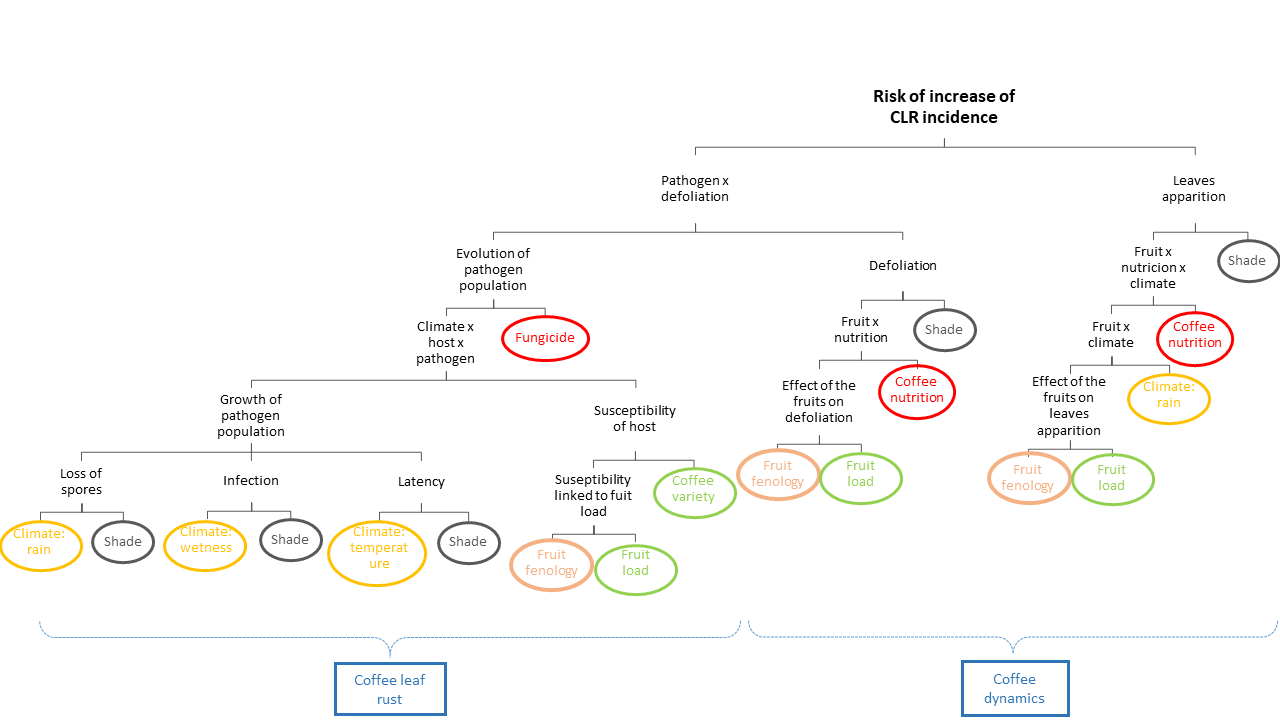 Risk of increase of
CLR incidence
Pathogen x
defoliation
Leaves
apparition
Evolution of
pathogen
population
Defoliation
Fruit x
nutricion x
climate
Shade
Climate x
host x
pathogen
Fungicide
Fruit x
nutrition
Shade
Fruit x
climate
Coffee
nutrition
Growth of
pathogen
population
Susceptibility
of host
Effect of the
fruits on
defoliation
Coffee
nutrition
Effect of the
fruits on
leaves
apparition
Climate:
rain
Loss of
spores
Infection
Latency
Suseptibility
linked to fuit
load
Coffee
variety
Fruit
fenology
Fruit
load
Fruit
fenology
Fruit
load
Climate:
rain
Shade
Climate:
wetness
Shade
Climate:
temperat
ure
Shade
Fruit
fenology
Fruit
load
Coffee leaf
rust
Coffee
dynamics